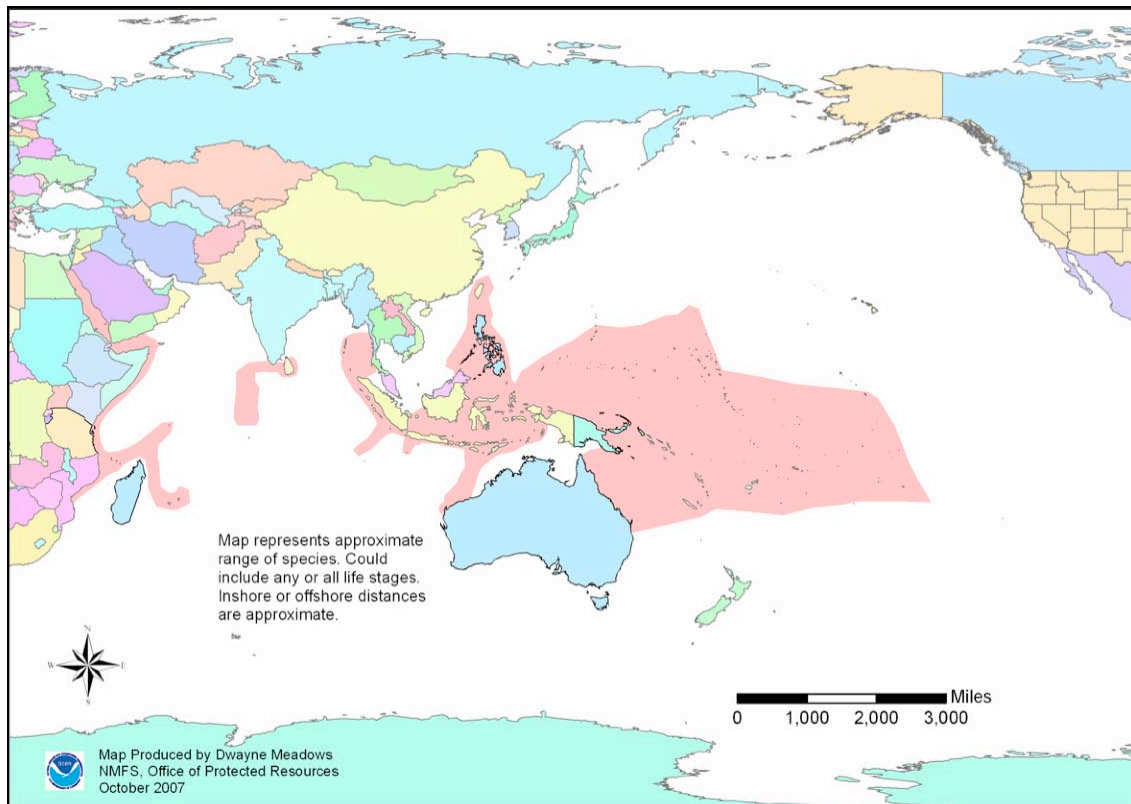 Map represents approximate
range of species. Could
include any or all life stages.
Inshore or offshore distances
are approximate.
N
W
E
S
Miles
0
1,000
2,000
3,000
NOAA
Map Produced by Dwayne Meadows
NMFS, Office of Protected Resources
October 2007